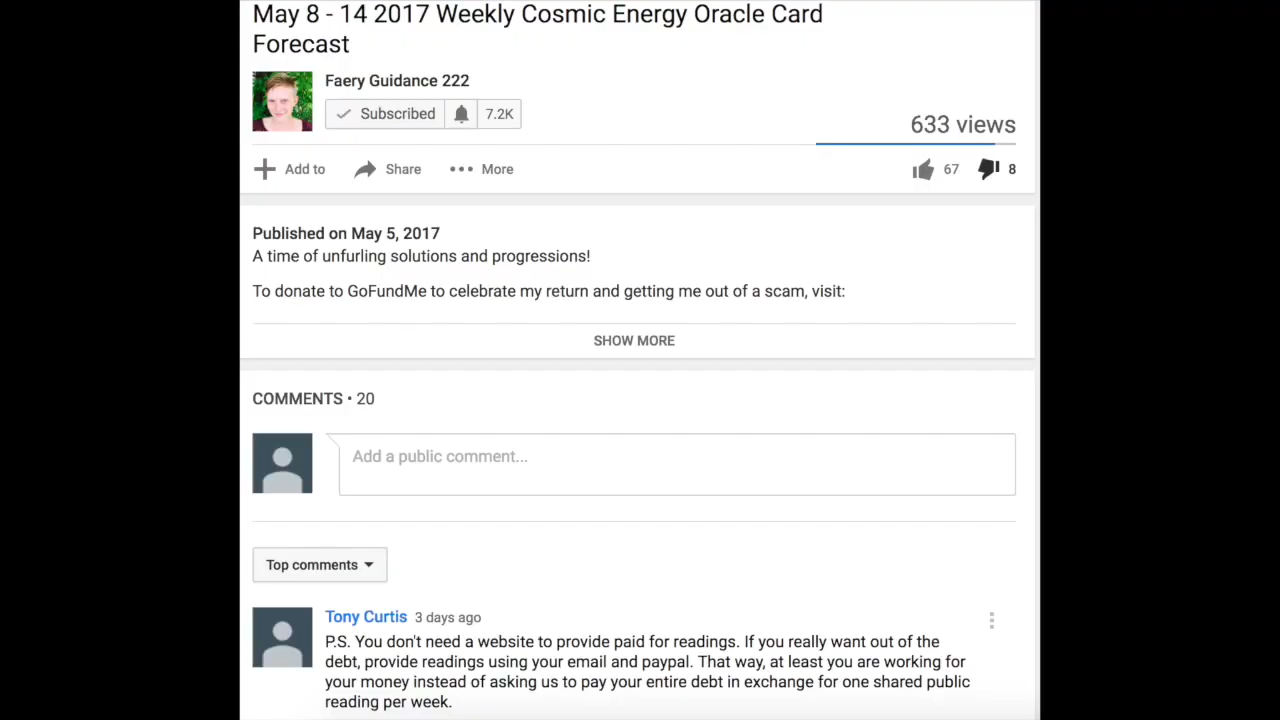 May 8 - 14 2017 Weekly Cosmic Energy Oracle Card
Forecast
Faery Guidance 222
Subscribed 7.2K
633 views
Add to Share More 67 8
Published on May 5, 2017
A time of unfurling solutions and progressions!
To donate to GoFundMe to celebrate my return and getting me out of a scam, visit:
SHOW MORE
COMMENTS • 20
Add a public comment...
Top comments
Tony Curtis 3 days ago
P.S. You don't need a website to provide paid for readings. If you really want out of the
debt, provide readings using your email and paypal. That way, at least you are working for
your money instead of asking us to pay your entire debt in exchange for one shared public
reading per week.